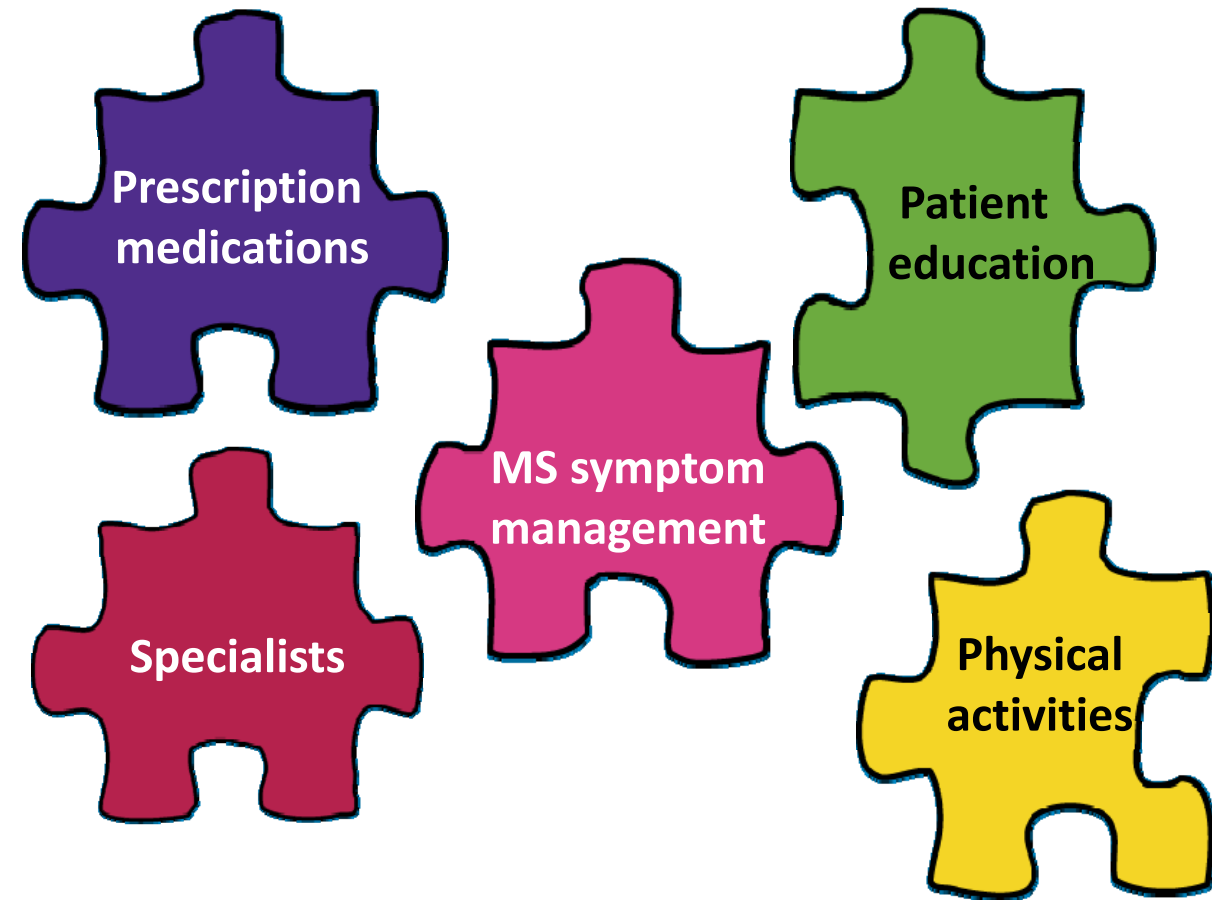 Prescription
medications
Patient
education
MS symptom
management
Specialists
Physical
activities